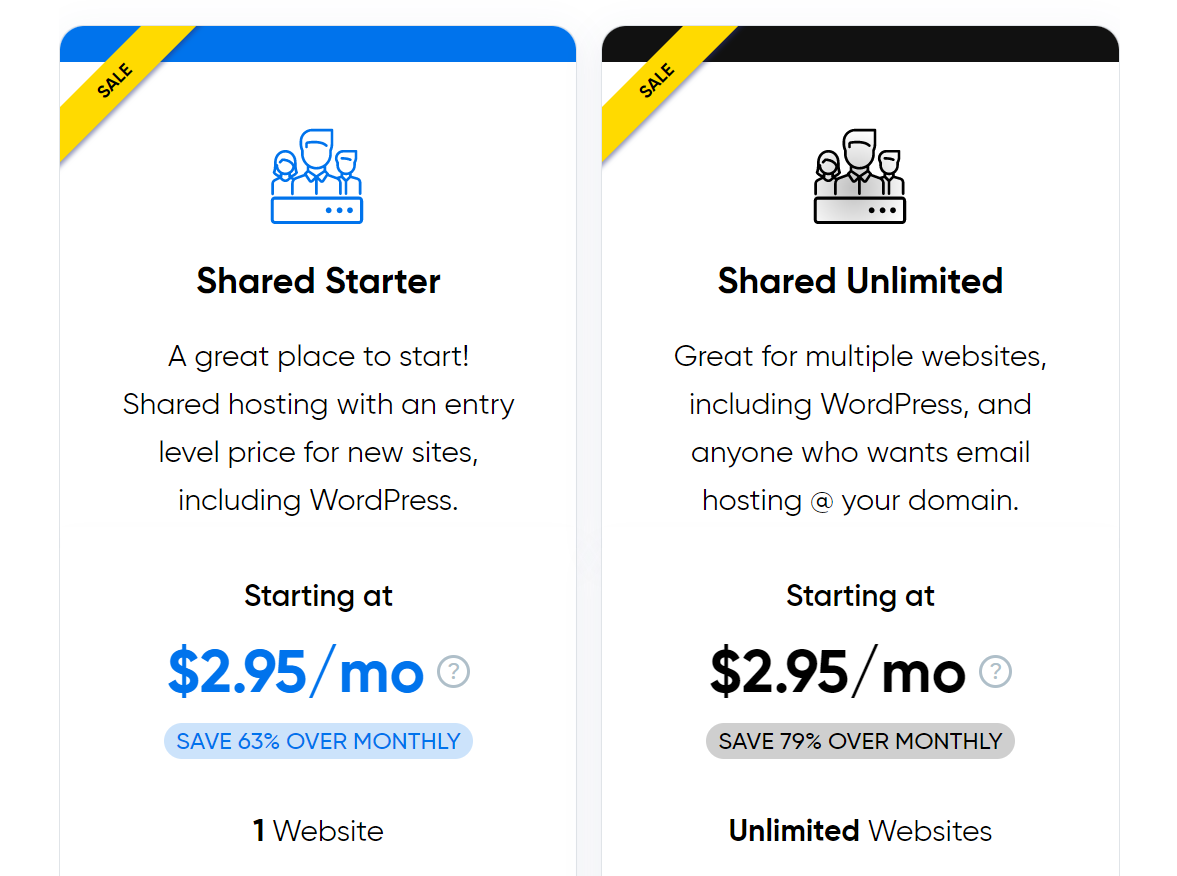 SALE
Shared Starter
A great place to start!
Shared hosting with an entry
level price for new sites,
including WordPress.
Starting at
$2.95/mo ?
SAVE 63% OVER MONTHLY
1 Website
SALE
Shared Unlimited
Great for multiple websites,
including WordPress, and
anyone who wants email
hosting @ your domain.
Starting at
$2.95/mo ?
SAVE 79% OVER MONTHLY
Unlimited Websites